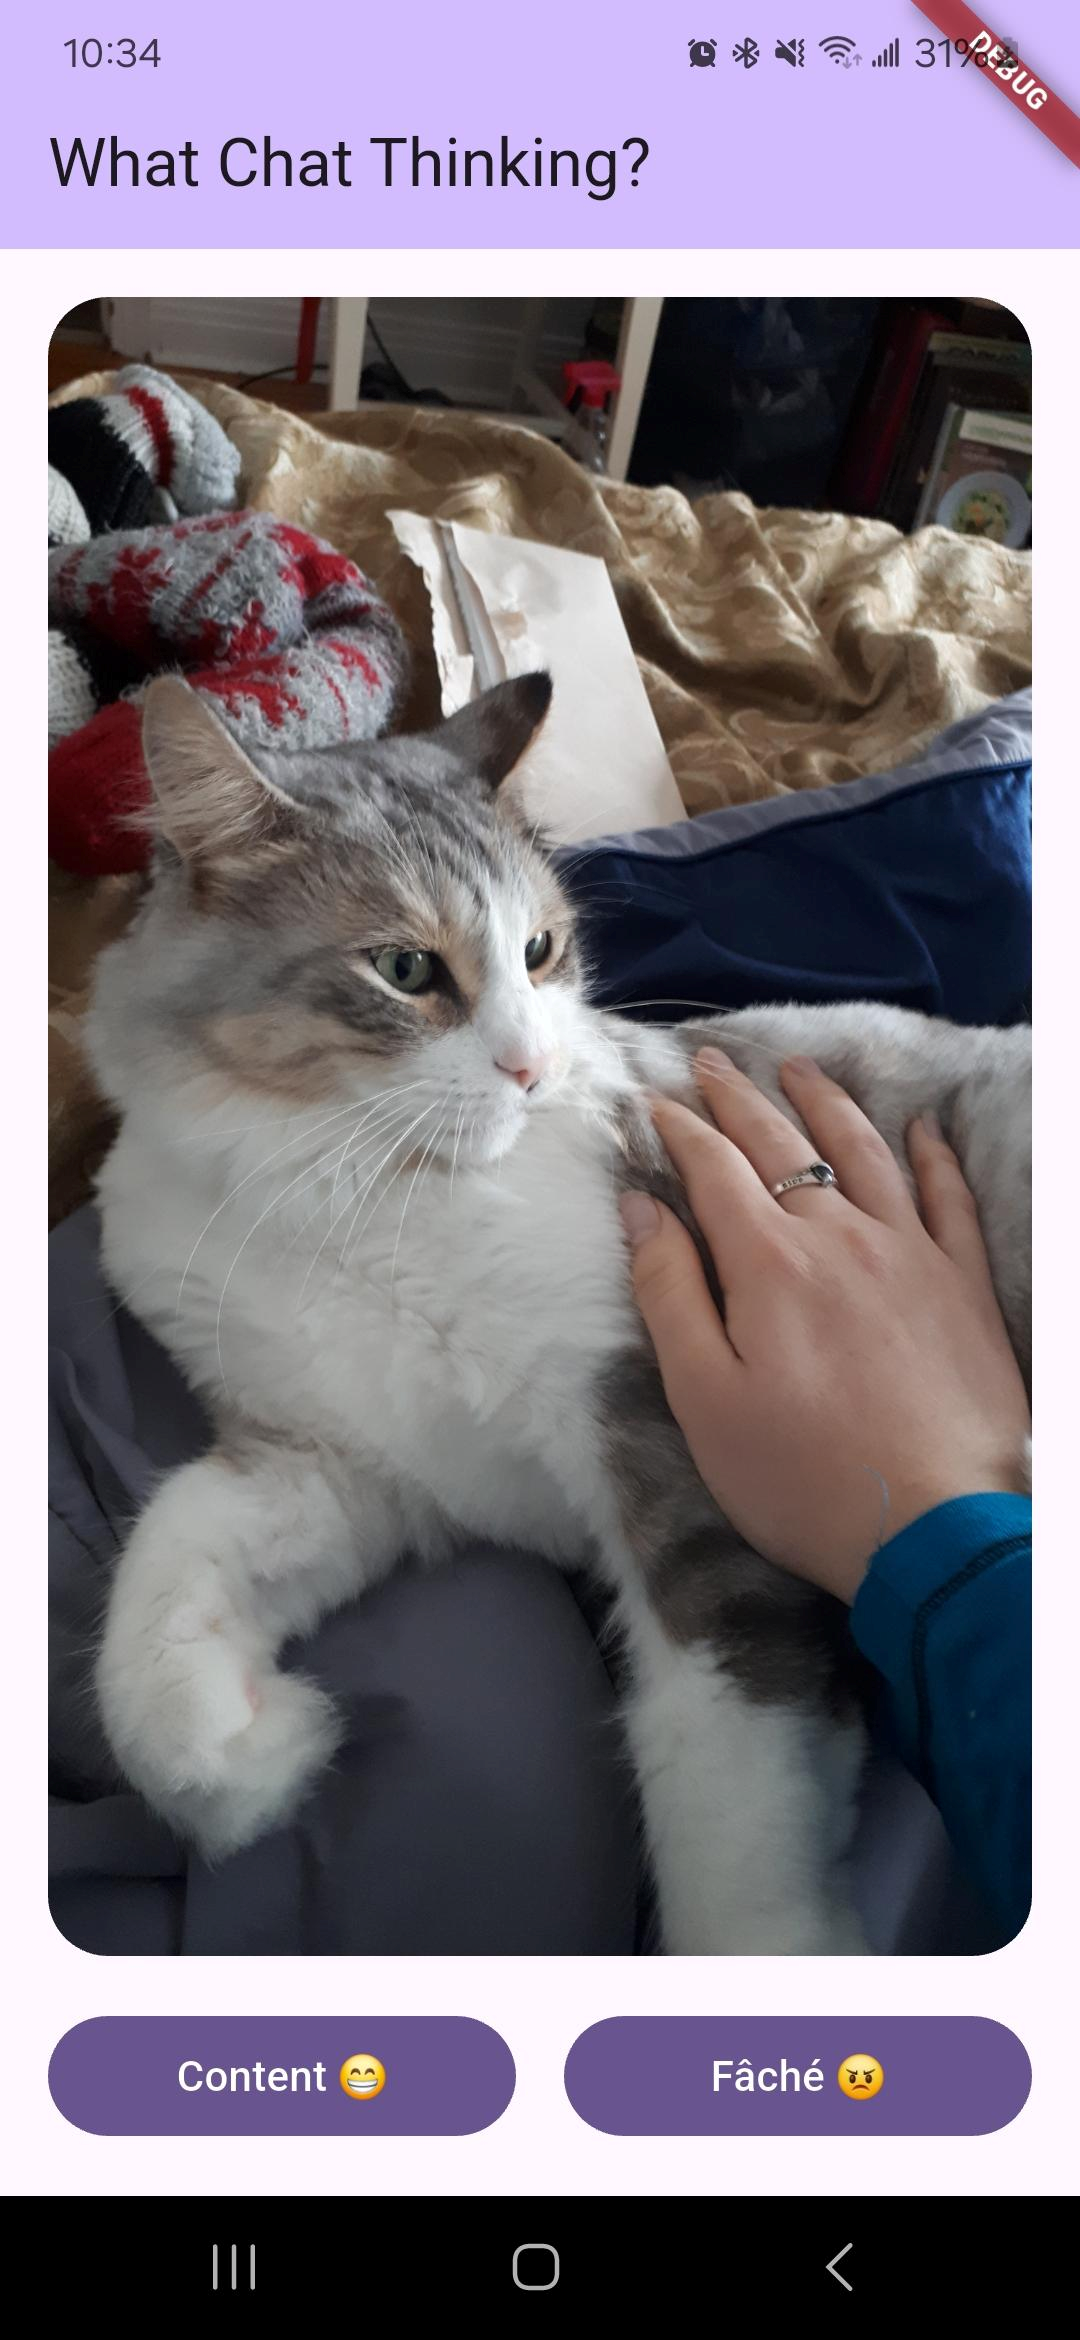 10:34
31%
DEBUG
What Chat Thinking?
Content 😁
Fâché 😠